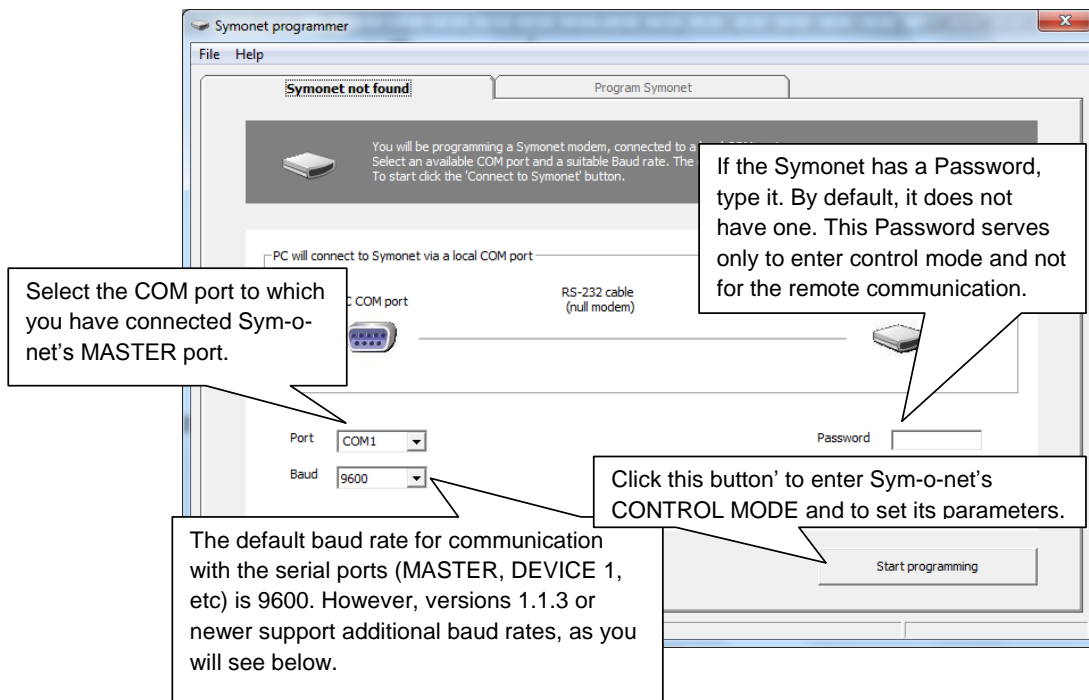 Symonet programmer
x
File Help
Symonet not found
Program Symonet
You will be programming a Symonet modem, connected to a
Select an available COM port and a suitable Baud rate. The
To start click the 'Connect to Symonet' button.
If the Symonet has a Password,
type it. By default, it does not
have one. This Password serves
only to enter control mode and not
for the remote communication.
PC will connect to Symonet via a local COM port
Select the COM port to which
you have connected Sym-o-
net's MASTER port.
COM port
RS-232 cable
(null modem)
Port COM1
Password
Baud 9600
Click this button' to enter Sym-o-net's
CONTROL MODE and to set its parameters.
The default baud rate for communication
with the serial ports (MASTER, DEVICE 1,
etc) is 9600. However, versions 1.1.3 or
newer support additional baud rates, as you
will see below.
Start programming